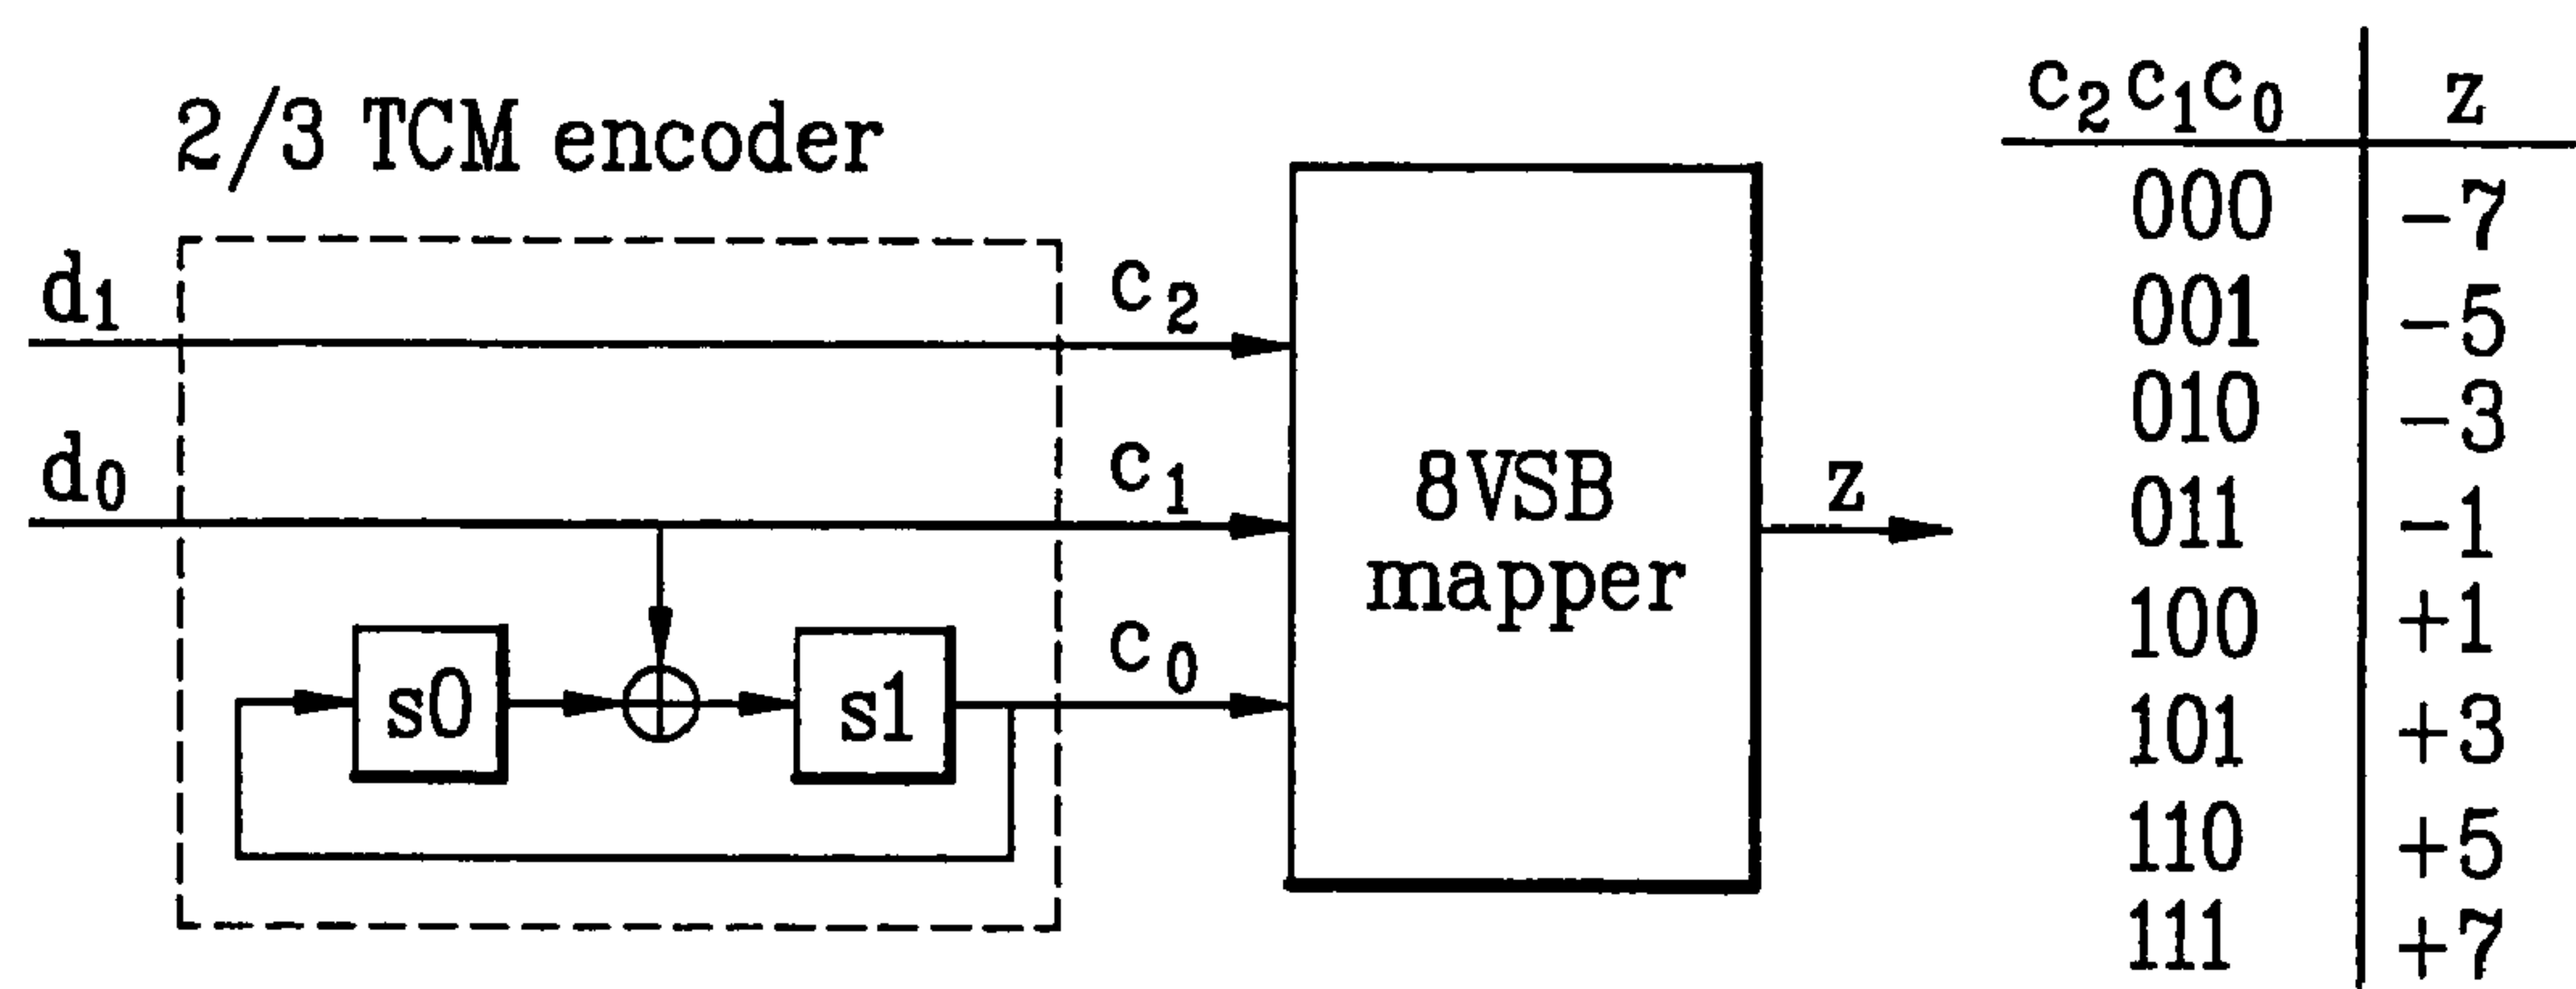 2/3 TCM encoder
d₁
c₂
d₀
c₁
s0
s1
c₀
8VSB
mapper
z
c₂c₁c₀ z
000 -7
001 -5
010 -3
011 -1
100 +1
101 +3
110 +5
111 +7